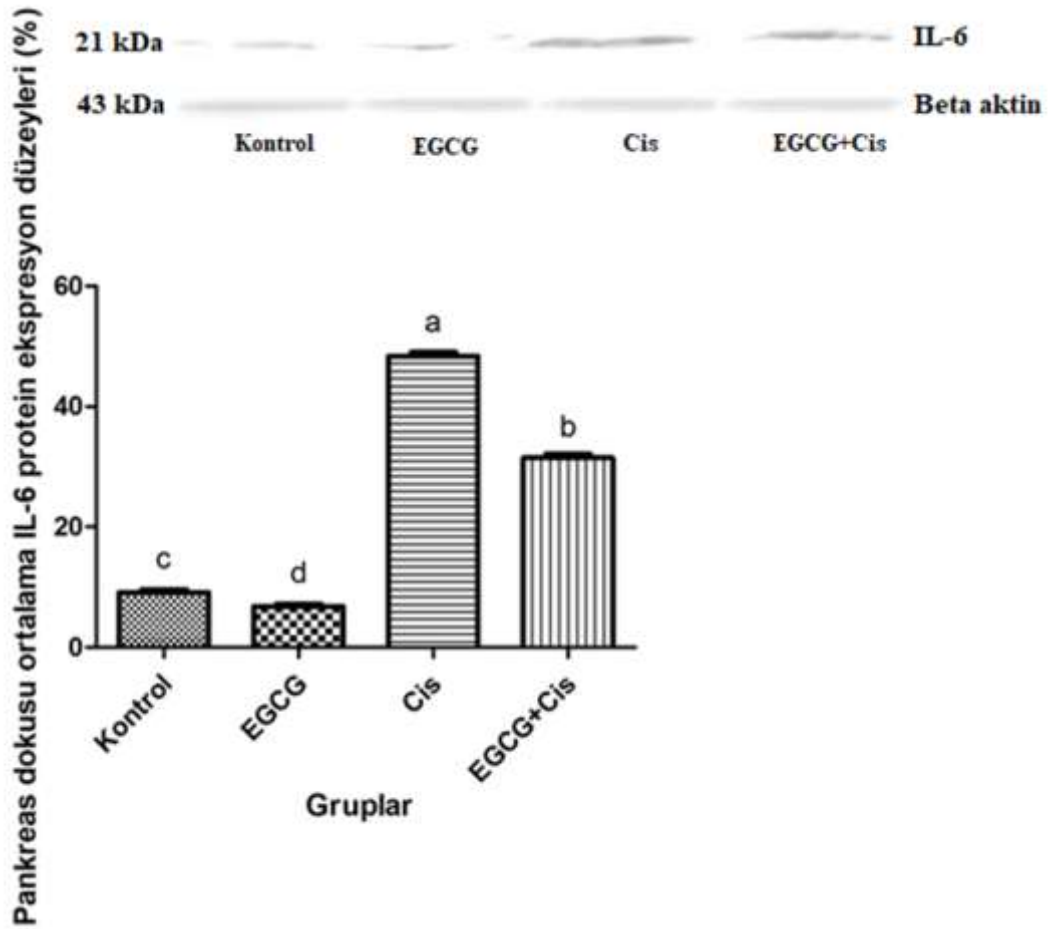 Pankreas dokusu ortalama IL-6 protein ekspresyon düzeyleri (%)
21 kDa IL-6
43 kDa Beta aktin
Kontrol EGCG Cis EGCG+Cis
60
40
20
0
a
b
c
d
Kontrol EGCG Cis EGCG+Cis
Gruplar